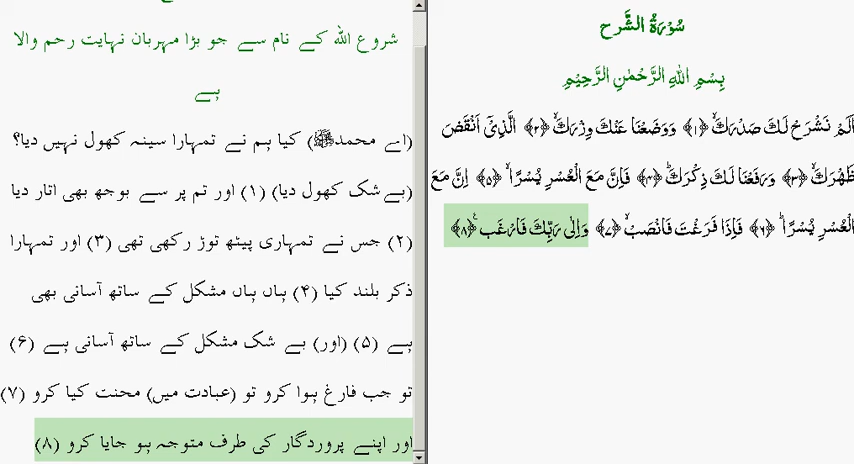 سُوۡرَةُ الشَّرح
بِسۡمِ اللهِ الرَّحۡمٰنِ الرَّحِيۡمِ
اَلَمۡ نَشۡرَحۡ لَكَ صَدۡرَكَۙ ﴿۱﴾ وَوَضَعۡنَا عَنۡكَ وِزۡرَكَۙ ﴿۲﴾ الَّذِىۡۤ اَنۡقَضَ
ظَهۡرَكَۙ ﴿۳﴾ وَرَفَعۡنَا لَكَ ذِكۡرَكَؕ ﴿۴﴾ فَاِنَّ مَعَ الۡعُسۡرِ يُسۡرًاۙ ﴿۵﴾ اِنَّ مَعَ
الۡعُسۡرِ يُسۡرًاؕ ﴿۶﴾ فَاِذَا فَرَغۡتَ فَانۡصَبۡۙ ﴿۷﴾ وَاِلٰى رَبِّكَ فَارۡغَبۡ ﴿۸﴾
شروع الله کے نام سے جو بڑا مہربان نہایت رحم والا
ہے
(اے محمدﷺ) کیا ہم نے تمہارا سینہ کھول نہیں دیا؟
(بےشک کھول دیا) (۱) اور تم پر سے بوجھ بھی اتار دیا
(۲) جس نے تمہاری پیٹھ توڑ رکھی تھی (۳) اور تمہارا
ذکر بلند کیا (۴) ہاں ہاں مشکل کے ساتھ آسانی بھی
ہے (۵) (اور) بے شک مشکل کے ساتھ آسانی ہے (۶)
تو جب فارغ ہوا کرو تو (عبادت میں) محنت کیا کرو (۷)
اور اپنے پروردگار کی طرف متوجہ ہو جایا کرو (۸)